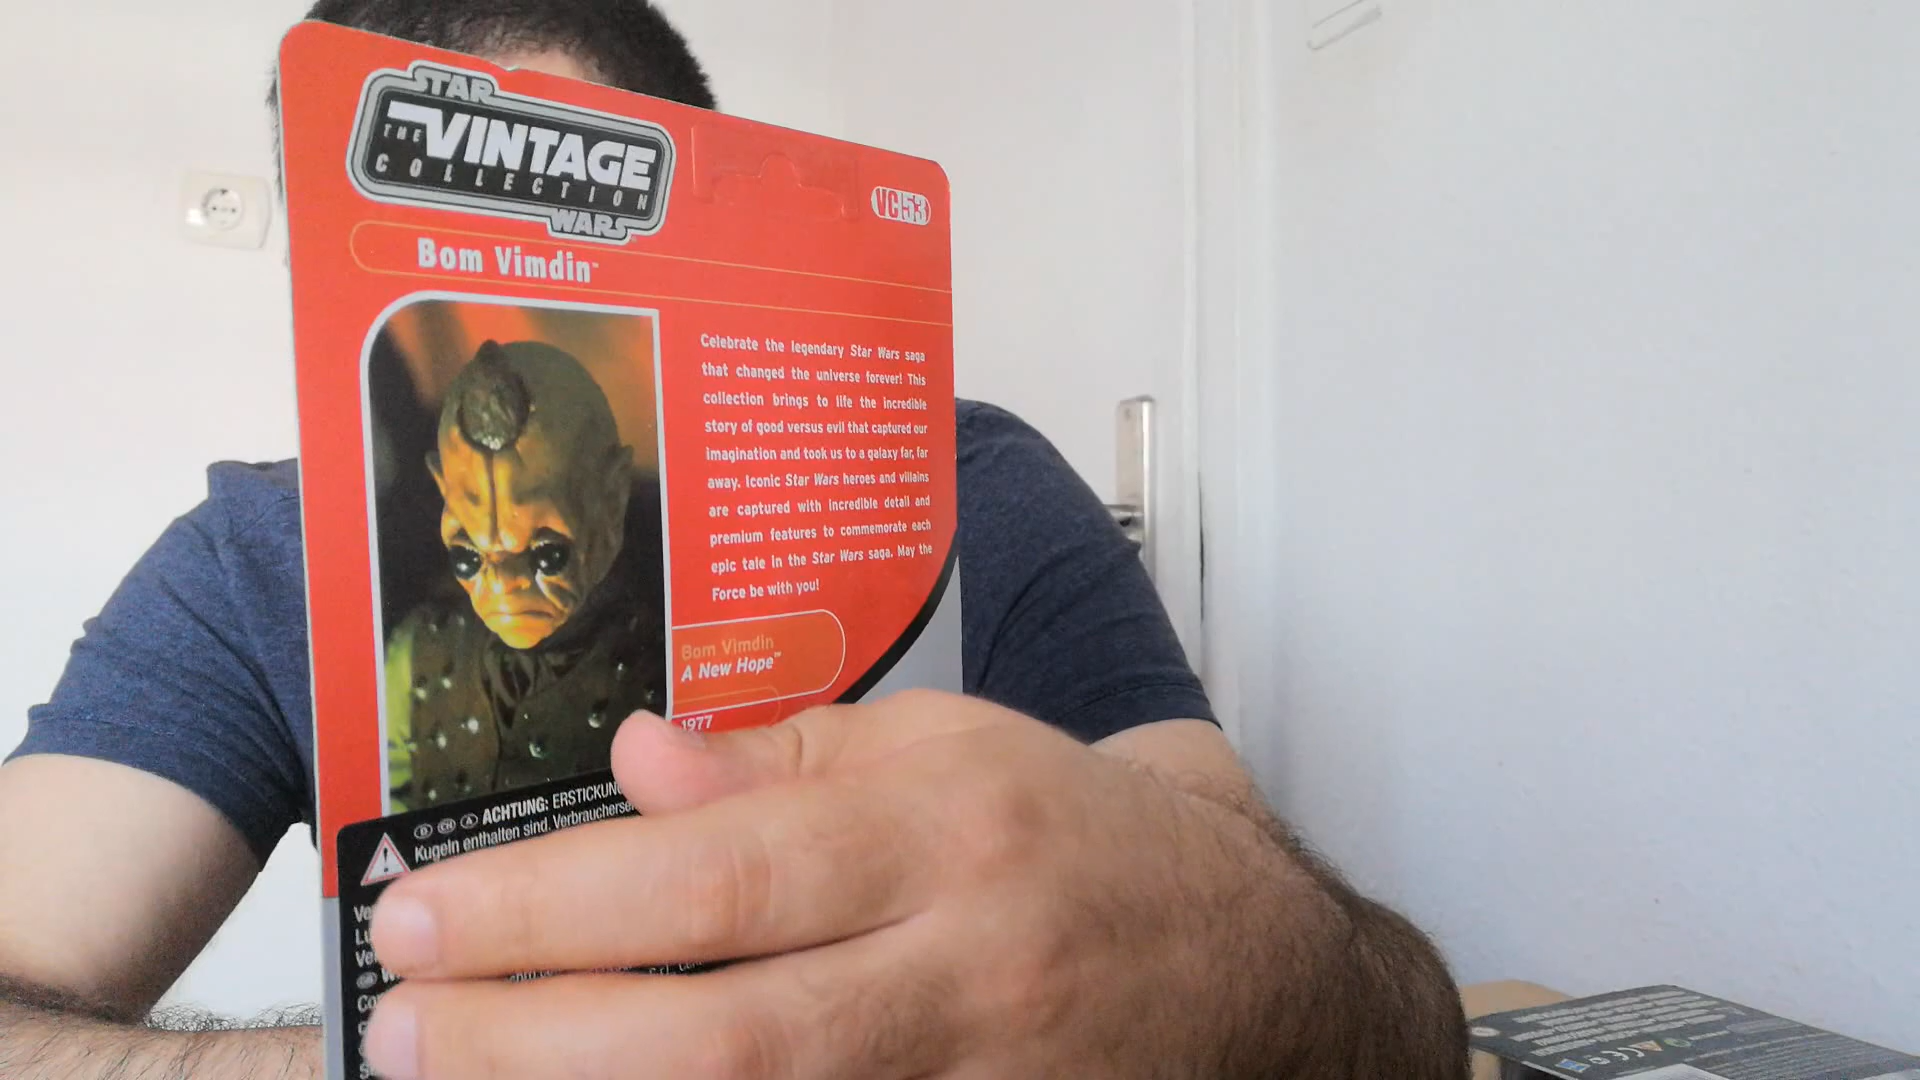 STAR
THE VINTAGE
COLLECTION
WARS
VC53
Bom Vimdin™
Celebrate the legendary Star Wars saga
that changed the universe forever! This
collection brings to life the incredible
story of good versus evil that captured our
imagination and took us to a galaxy far, far
away. Iconic Star Wars heroes and villains
are captured with incredible detail and
premium features to commemorate each
epic tale in the Star Wars saga. May the
Force be with you!
Bom Vimdin
A New Hope™
1977
D CH A ACHTUNG:
Kugeln enthalten sind.